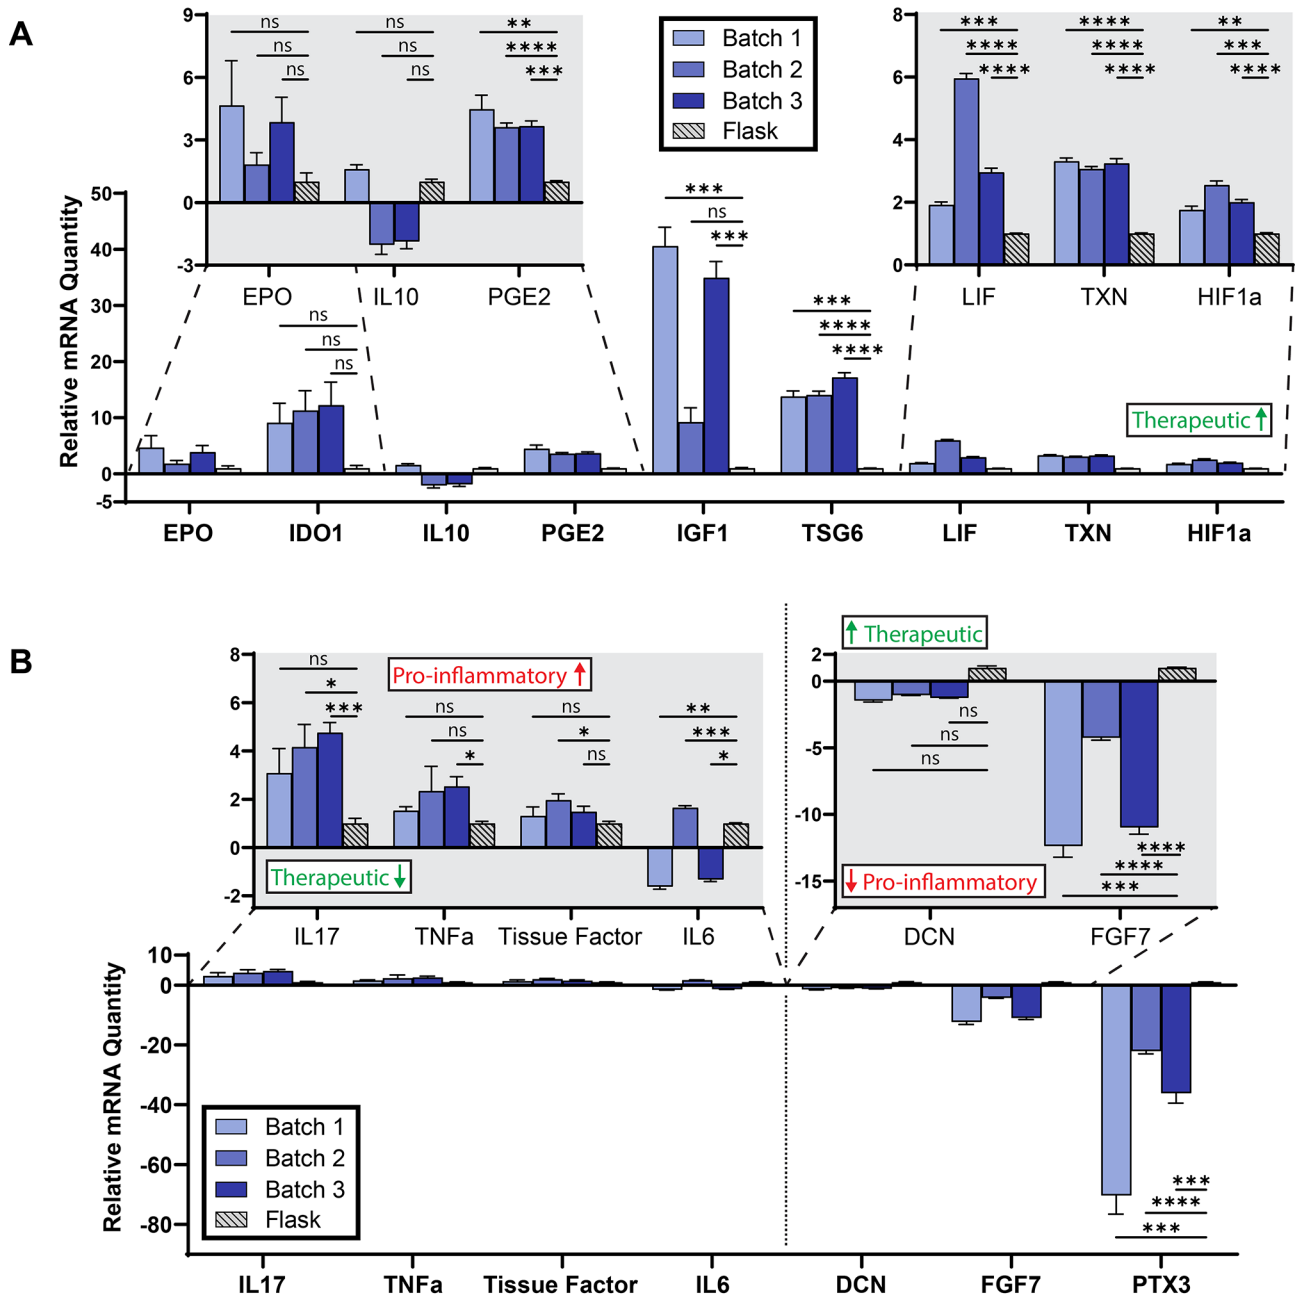 A
9
6
3
0
-3
ns
ns
ns
ns
ns
ns
**
****
***
EPO
IL10
PGE2
Batch 1
Batch 2
Batch 3
Flask
8
6
4
2
0
***
****
****
****
****
****
**
***
****
LIF
TXN
HIF1a
Relative mRNA Quantity
50
40
30
20
10
0
-5
ns
ns
ns
***
ns
***
***
****
****
Therapeutic ↑
EPO
IDO1
IL10
PGE2
IGF1
TSG6
LIF
TXN
HIF1a
B
8
6
4
2
0
-2
ns
*
***
Pro-inflammatory ↑
ns
ns
*
ns
*
ns
**
***
*
Therapeutic ↓
IL17
TNFa
Tissue Factor
IL6
↑ Therapeutic
2
0
-5
-10
-15
ns
ns
ns
****
****
***
↓ Pro-inflammatory
DCN
FGF7
Relative mRNA Quantity
10
0
-20
-40
-60
-80
Batch 1
Batch 2
Batch 3
Flask
***
****
***
IL17
TNFa
Tissue Factor
IL6
DCN
FGF7
PTX3